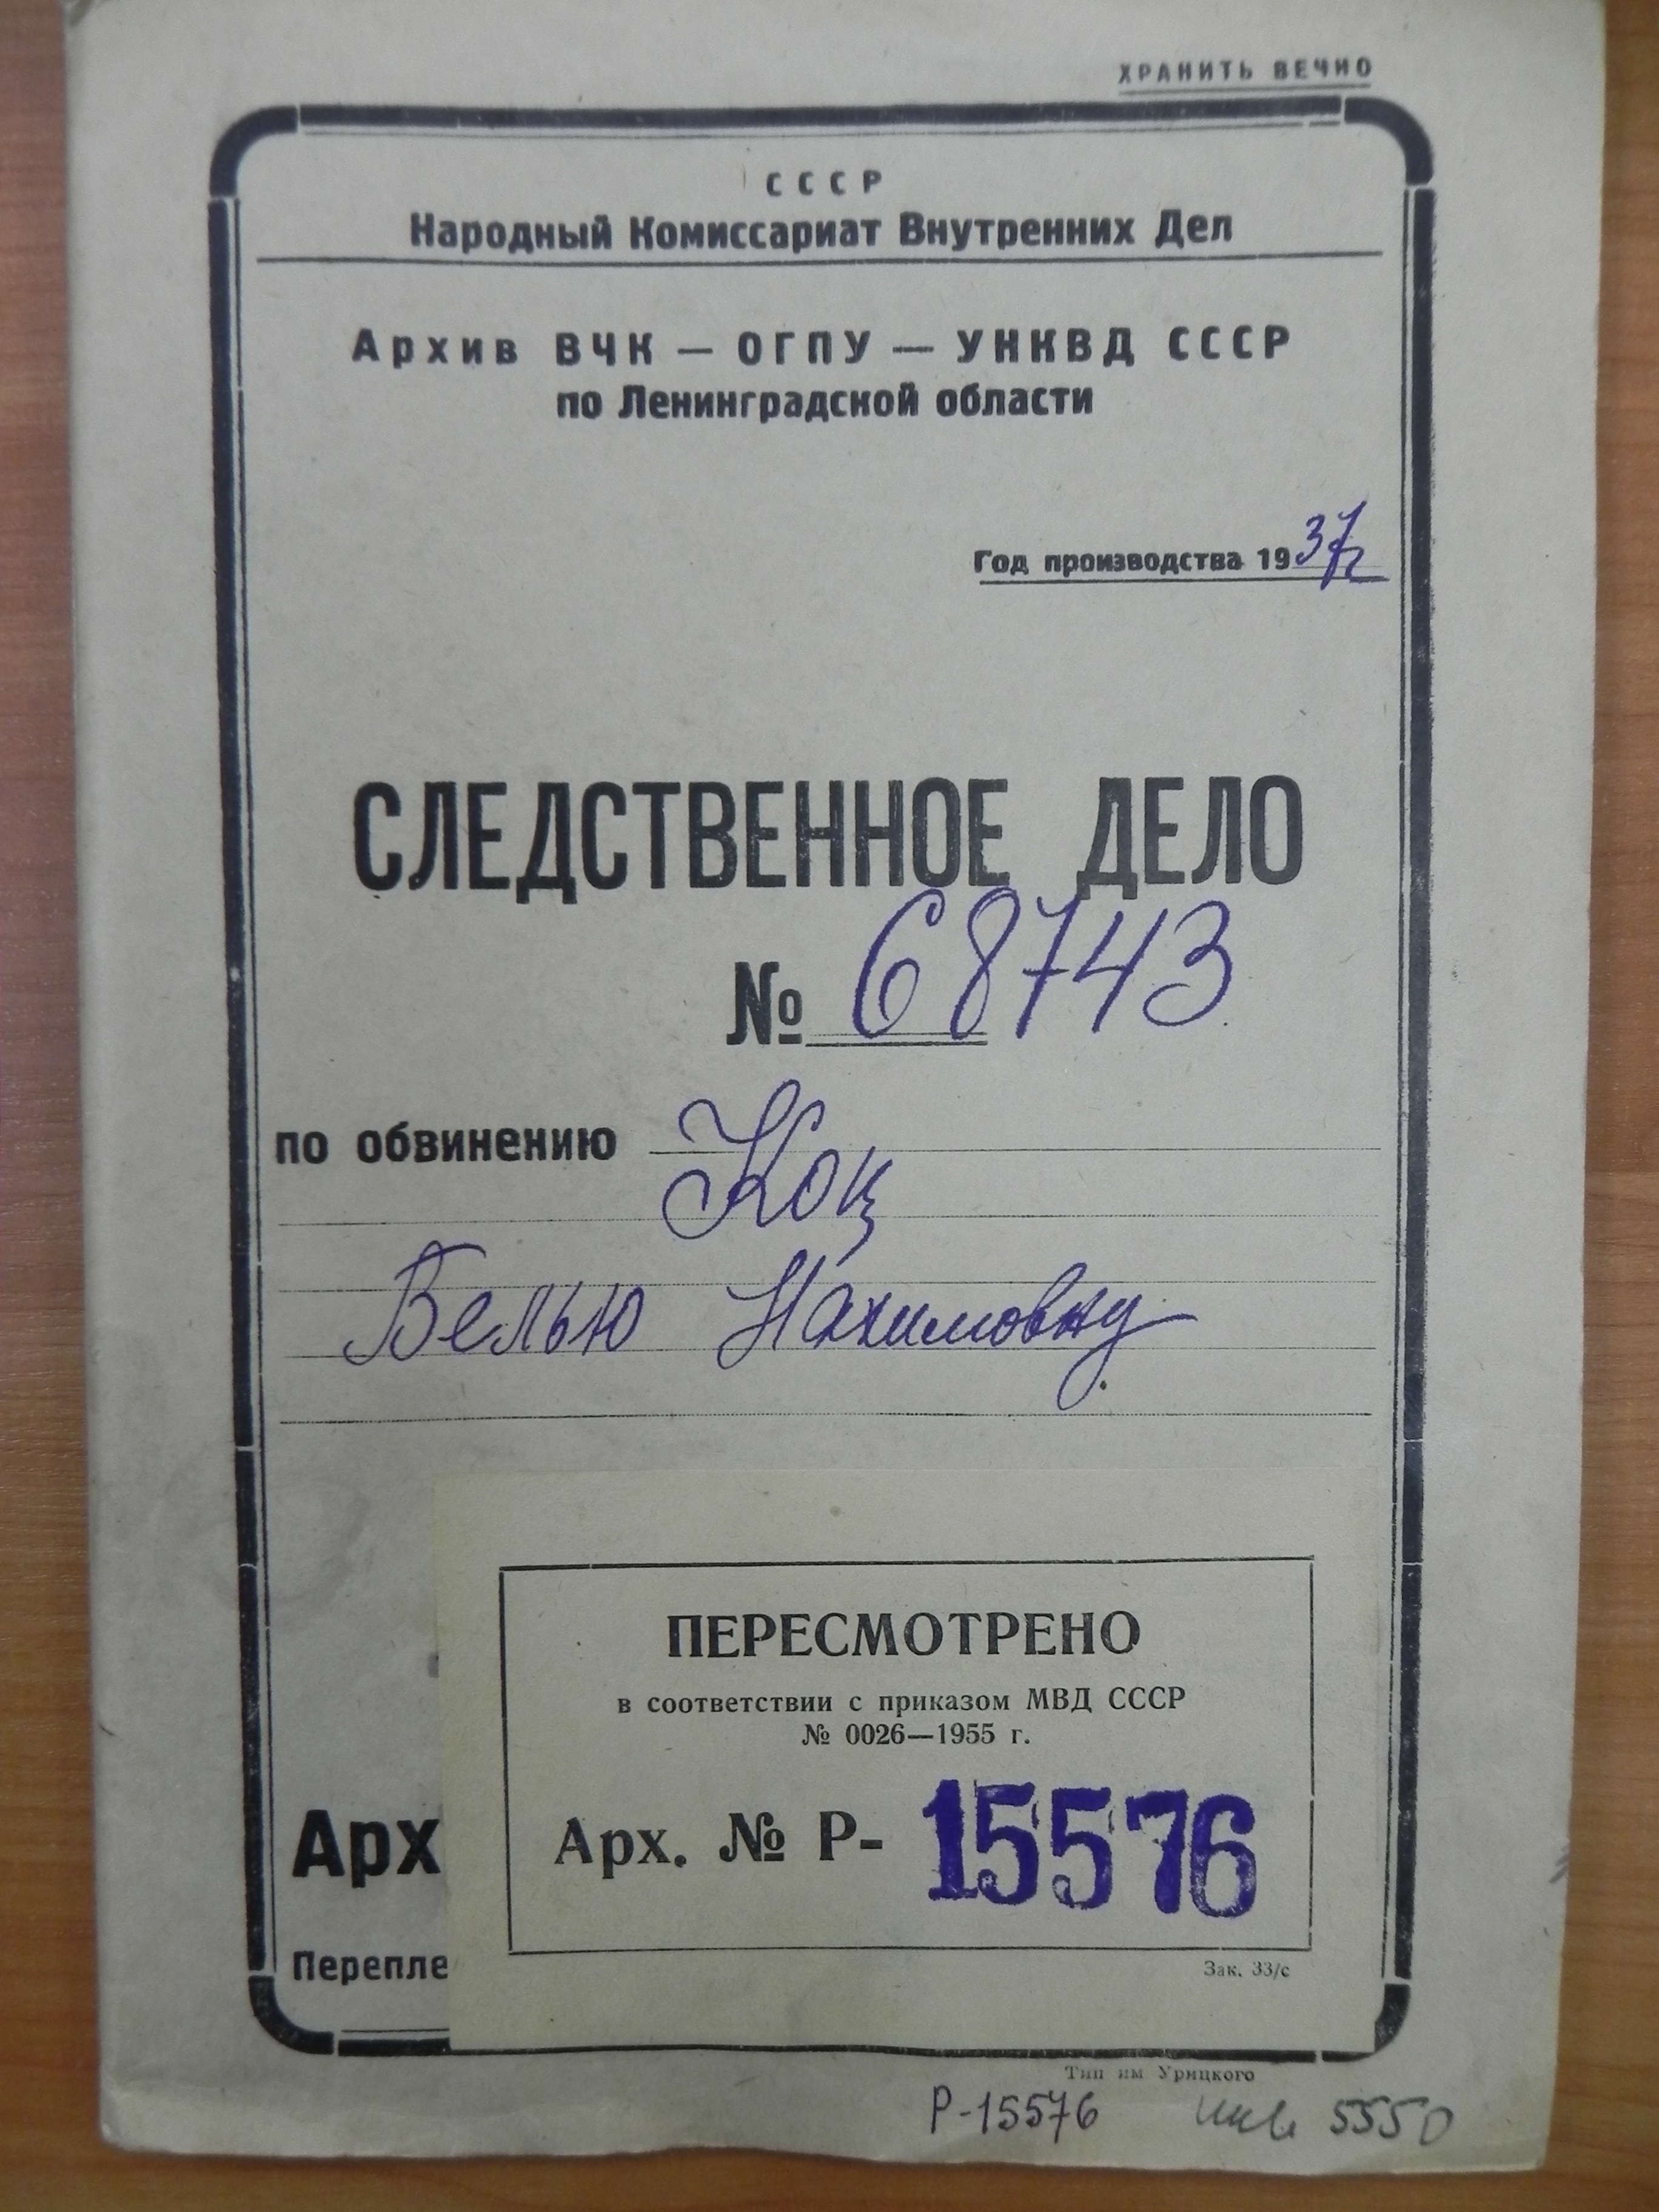 ХРАНИТЬ ВЕЧНО
СССР
Народный Комиссариат Внутренних Дел
Архив ВЧК — ОГПУ — УНКВД СССР
по Ленинградской области
Год производства 1937г
СЛЕДСТВЕННОЕ ДЕЛО
№ 68743
по обвинению Коц
Велью Нахимовну
ПЕРЕСМОТРЕНО
в соответствии с приказом МВД СССР
№ 0026—1955 г.
Арх. № Р- 15576
Арх
Перепле
Зак. 33/с
Тип им Урицкого
Р-15576 инв 5550